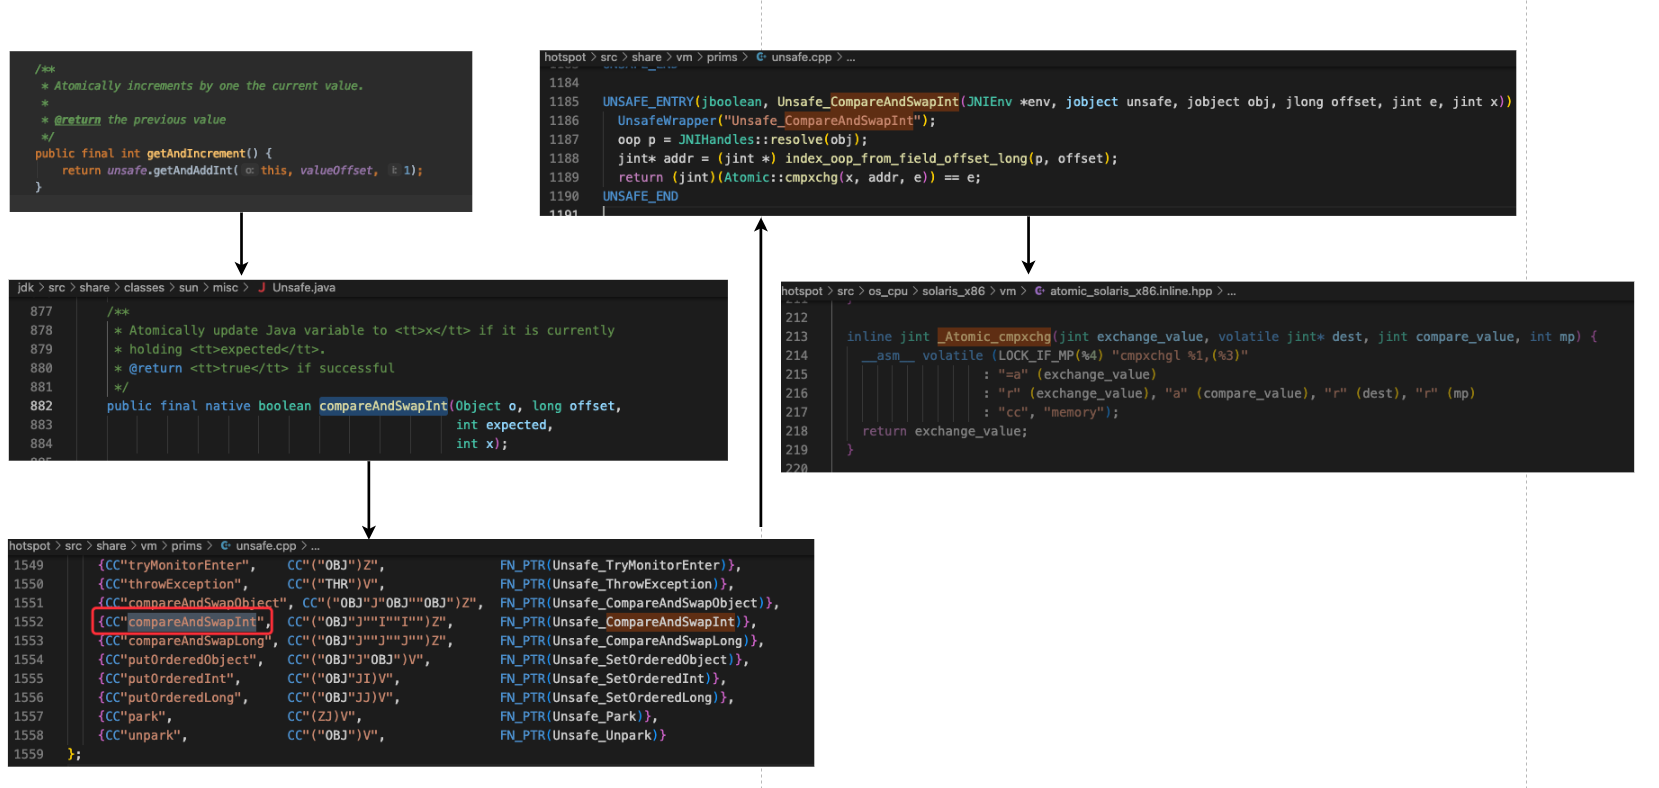 /**
* Atomically increments by one the current value.
*
* @return the previous value
*/
public final int getAndIncrement() {
return unsafe.getAndAddInt( o: this, valueOffset, i: 1);
}
jdk > src > share > classes > sun > misc > J Unsafe.java
877 /**
878 * Atomically update Java variable to <tt>x</tt> if it is currently
879 * holding <tt>expected</tt>.
880 * @return <tt>true</tt> if successful
881 */
882 public final native boolean compareAndSwapInt(Object o, long offset,
883 int expected,
884 int x);
hotspot > src > share > vm > prims > C+ unsafe.cpp > ...
1549 {CC"tryMonitorEnter", CC"("OBJ")Z", FN_PTR(Unsafe_TryMonitorEnter)},
1550 {CC"throwException", CC"("THR")V", FN_PTR(Unsafe_ThrowException)},
1551 {CC"compareAndSwapObject", CC"("OBJ"J"OBJ""OBJ")Z", FN_PTR(Unsafe_CompareAndSwapObject)},
1552 {CC"compareAndSwapInt", CC"("OBJ"J""I""I"")Z", FN_PTR(Unsafe_CompareAndSwapInt)},
1553 {CC"compareAndSwapLong", CC"("OBJ"J""J""J"")Z", FN_PTR(Unsafe_CompareAndSwapLong)},
1554 {CC"putOrderedObject", CC"("OBJ"J"OBJ")V", FN_PTR(Unsafe_SetOrderedObject)},
1555 {CC"putOrderedInt", CC"("OBJ"JI)V", FN_PTR(Unsafe_SetOrderedInt)},
1556 {CC"putOrderedLong", CC"("OBJ"JJ)V", FN_PTR(Unsafe_SetOrderedLong)},
1557 {CC"park", CC"(ZJ)V", FN_PTR(Unsafe_Park)},
1558 {CC"unpark", CC"("OBJ")V", FN_PTR(Unsafe_Unpark)}
1559 };
hotspot > src > share > vm > prims > C+ unsafe.cpp > ...
1184
1185 UNSAFE_ENTRY(jboolean, Unsafe_CompareAndSwapInt(JNIEnv *env, jobject unsafe, jobject obj, jlong offset, jint e, jint x))
1186 UnsafeWrapper("Unsafe_CompareAndSwapInt");
1187 oop p = JNIHandles::resolve(obj);
1188 jint* addr = (jint *) index_oop_from_field_offset_long(p, offset);
1189 return (jint)(Atomic::cmpxchg(x, addr, e)) == e;
1190 UNSAFE_END
1191
hotspot > src > os_cpu > solaris_x86 > vm > C+ atomic_solaris_x86.inline.hpp > ...
212
213 inline jint _Atomic_cmpxchg(jint exchange_value, volatile jint* dest, jint compare_value, int mp) {
214 __asm__ volatile (LOCK_IF_MP(%4) "cmpxchgl %1,(%3)"
215 : "=a" (exchange_value)
216 : "r" (exchange_value), "a" (compare_value), "r" (dest), "r" (mp)
217 : "cc", "memory");
218 return exchange_value;
219 }
220